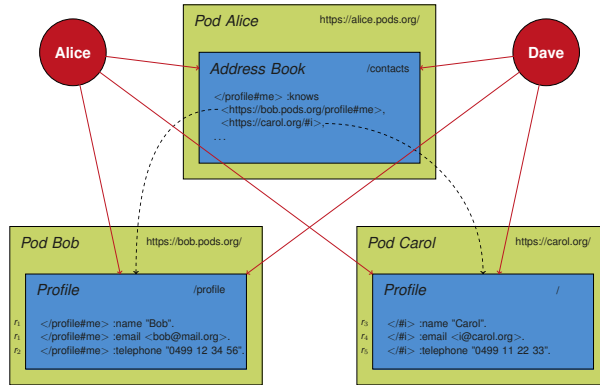 Pod Alice https://alice.pods.org/
Alice
Dave
Address Book /contacts
</profile#me> :knows
<https://bob.pods.org/profile#me>,
<https://carol.org/#i>,
...
Pod Bob https://bob.pods.org/
Profile /profile
r₁ </profile#me> :name "Bob".
r₁ </profile#me> :email <bob@mail.org>.
r₂ </profile#me> :telephone "0499 12 34 56".
Pod Carol https://carol.org/
Profile /
r₃ </#i> :name "Carol".
r₄ </#i> :email <i@carol.org>.
r₅ </#i> :telephone "0499 11 22 33".